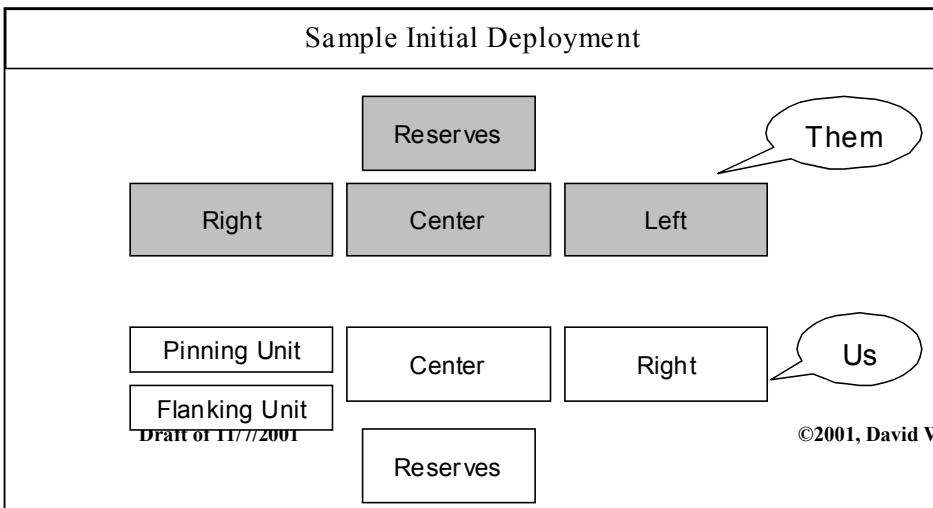 Sample Initial Deployment
Reserves
Them
Right
Center
Left
Pinning Unit
Center
Right
Us
Flanking Unit
Draft of 11/7/2001
©2001, David
Reserves